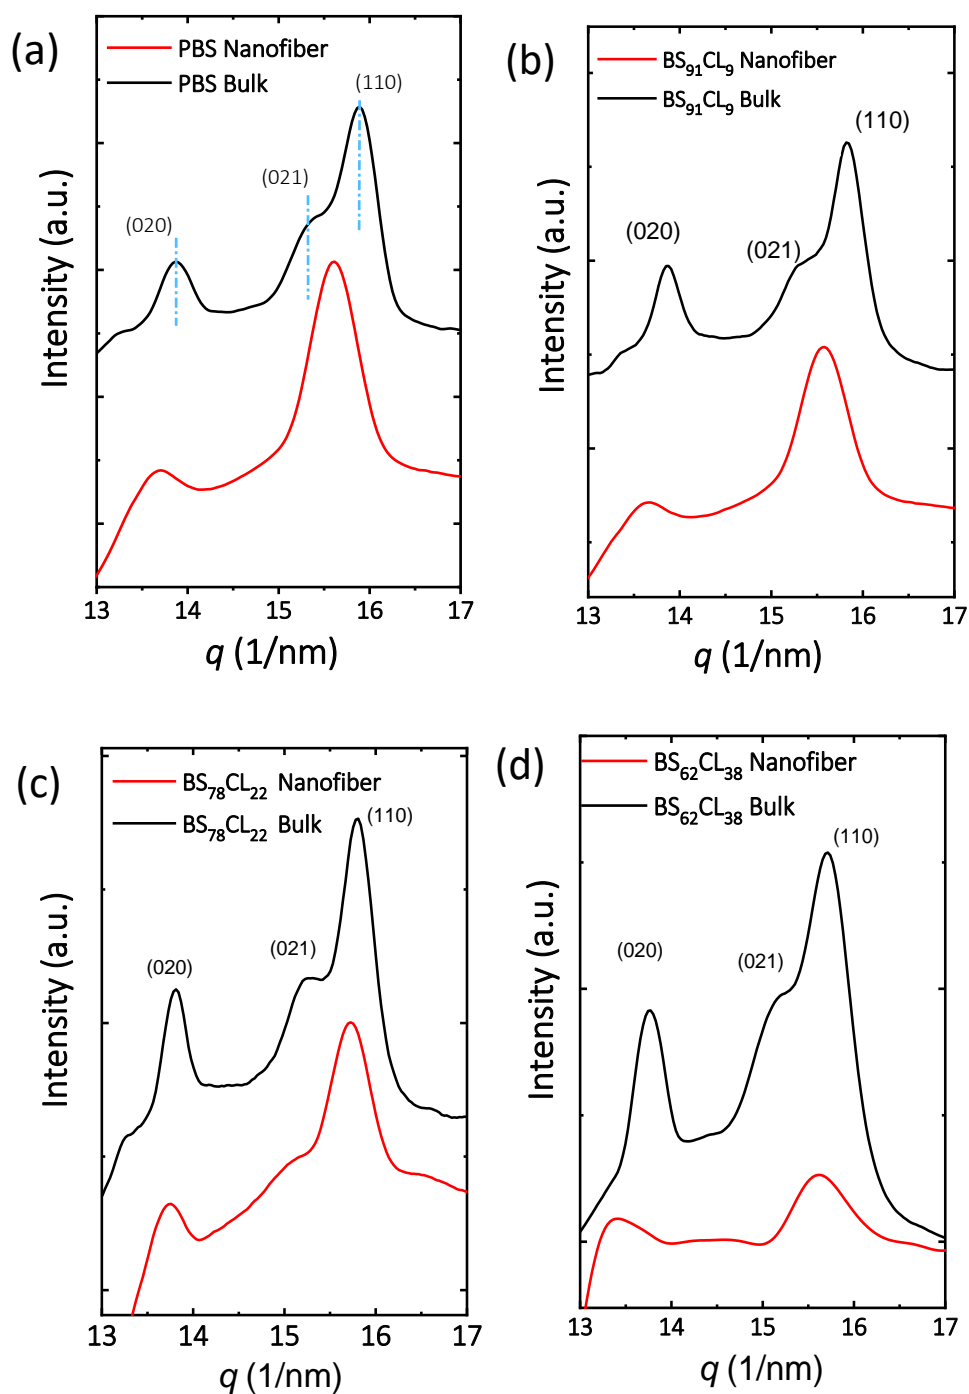 (a)
PBS Nanofiber
PBS Bulk
(110)
(021)
(020)
Intensity (a.u.)
13 14 15 16 17
q (1/nm)
(b)
BS91CL9 Nanofiber
BS91CL9 Bulk
(110)
(020)
(021)
Intensity (a.u.)
13 14 15 16 17
q (1/nm)
(c)
BS78CL22 Nanofiber
BS78CL22 Bulk
(110)
(021)
(020)
Intensity (a.u.)
13 14 15 16 17
q (1/nm)
(d)
BS62CL38 Nanofiber
BS62CL38 Bulk
(110)
(020)
(021)
Intensity (a.u.)
13 14 15 16 17
q (1/nm)